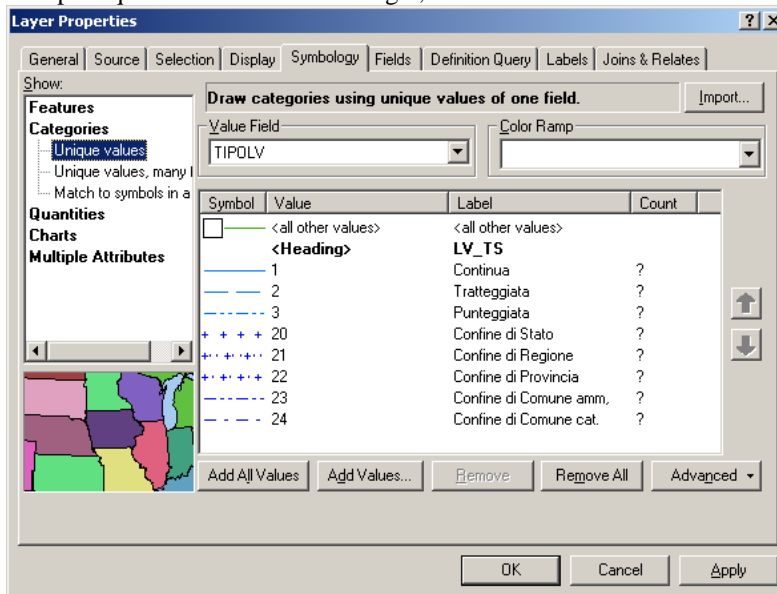 Layer Properties
General Source Selection Display Symbology Fields Definition Query Labels Joins & Relates
Show:
Features
Categories
Unique values
Unique values, many
Match to symbols in a
Quantities
Charts
Multiple Attributes
Draw categories using unique values of one field.
Import...
Value Field
TIPOLV
Color Ramp
Symbol Value Label Count
<all other values> <all other values>
<Heading> LV_TS
1 Continua ?
2 Tratteggiata ?
3 Punteggiata ?
20 Confine di Stato ?
21 Confine di Regione ?
22 Confine di Provincia ?
23 Confine di Comune amm, ?
24 Confine di Comune cat. ?
Add All Values Add Values... Remove Remove All Advanced
OK Cancel Apply